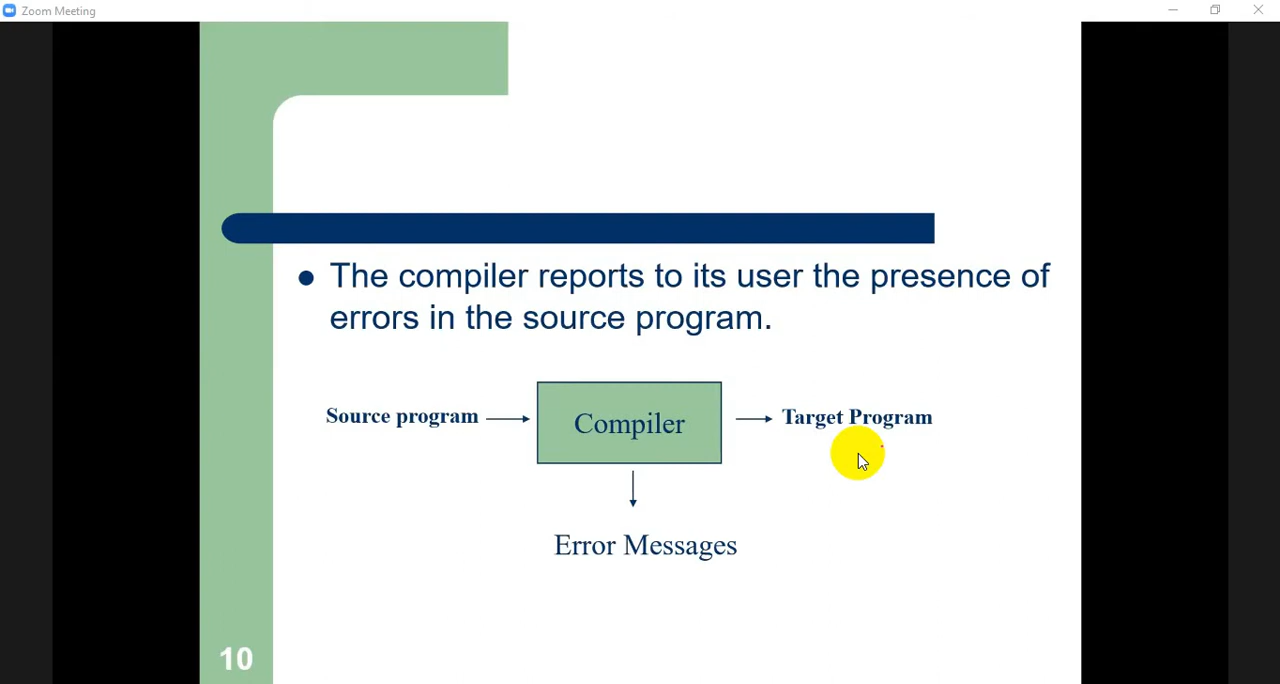 Zoom Meeting
The compiler reports to its user the presence of
errors in the source program.
Source program
Compiler
Target Program
Error Messages
10